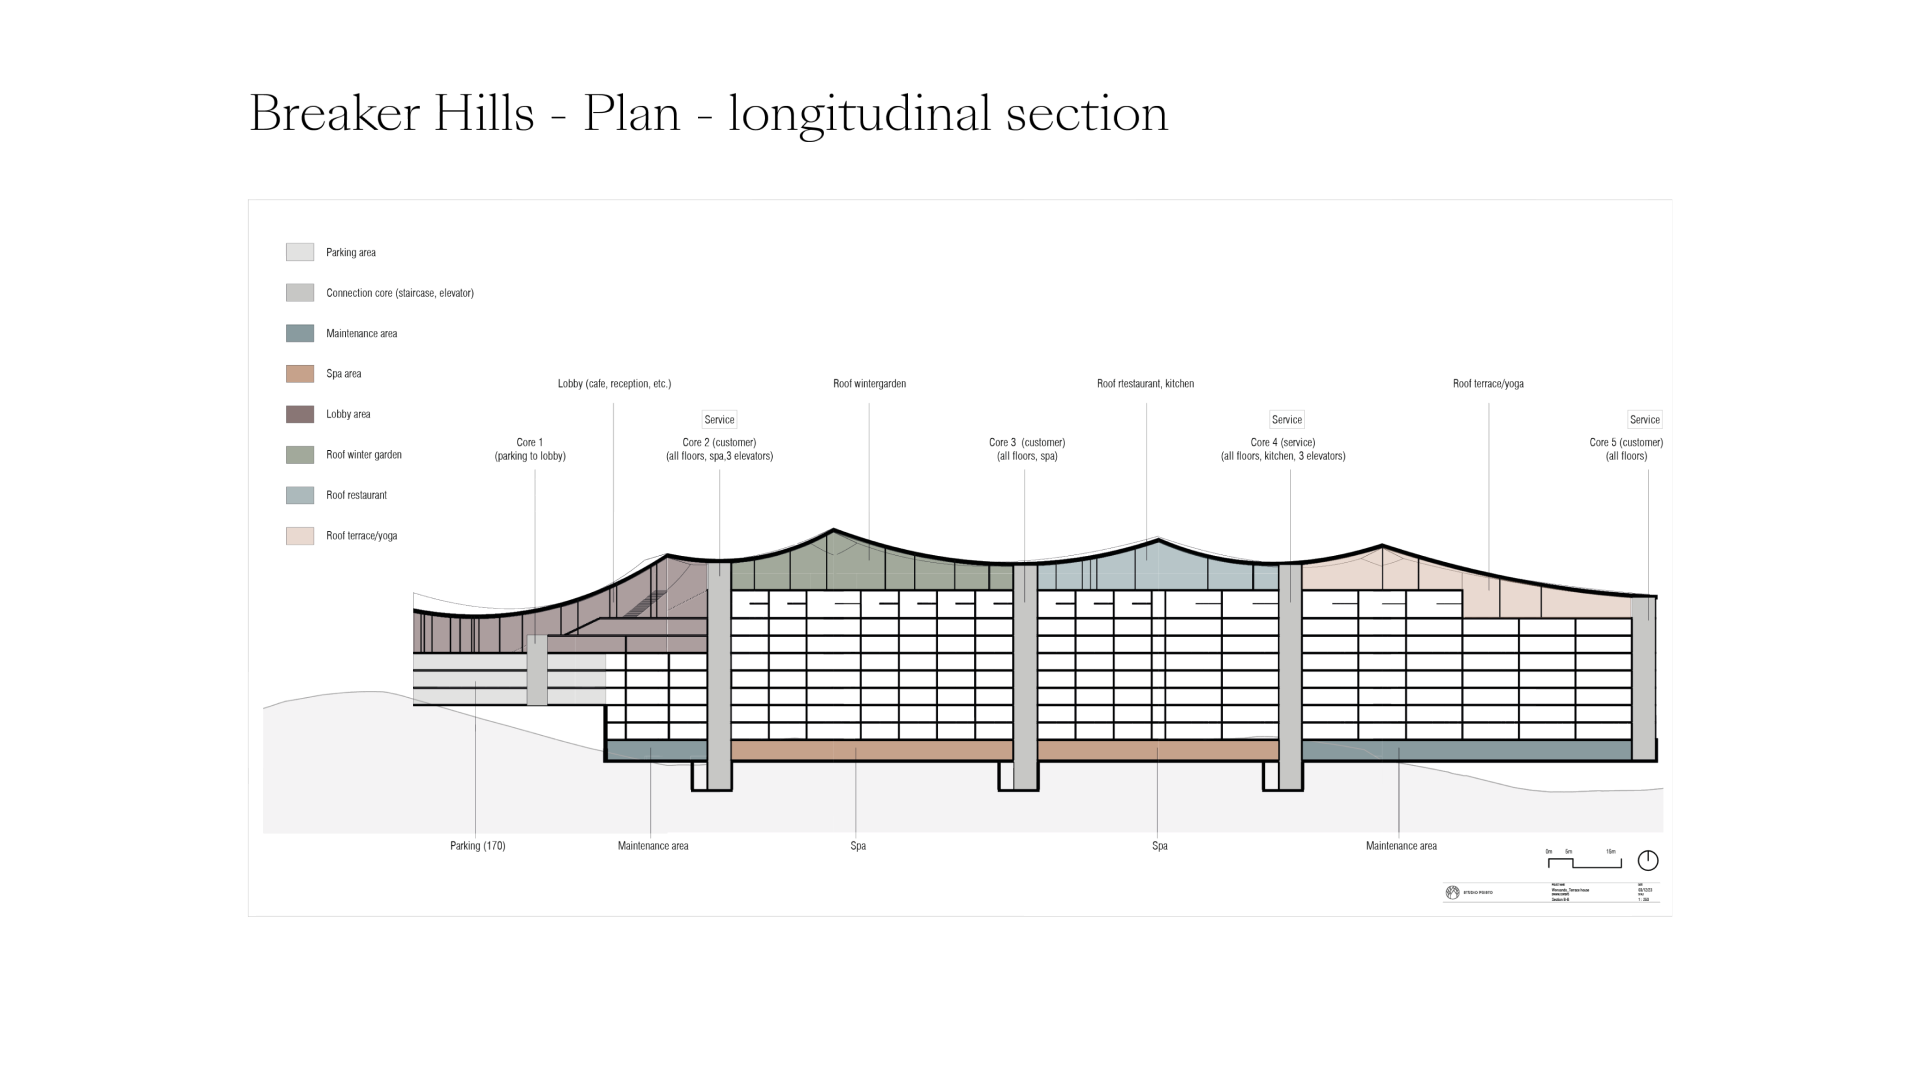 Breaker Hills - Plan - longitudinal section
Parking area
Connection core (staircase, elevator)
Maintenance area
Spa area
Lobby area
Roof winter garden
Roof restaurant
Roof terrace/yoga
Lobby (cafe, reception, etc.)
Roof wintergarden
Roof rtestaurant, kitchen
Roof terrace/yoga
Service
Service
Service
Core 1
(parking to lobby)
Core 2 (customer)
(all floors, spa,3 elevators)
Core 3 (customer)
(all floors, spa)
Core 4 (service)
(all floors, kitchen, 3 elevators)
Core 5 (customer)
(all floors)
Parking (170)
Maintenance area
Spa
Spa
Maintenance area
0m 5m 15m
Section B-B